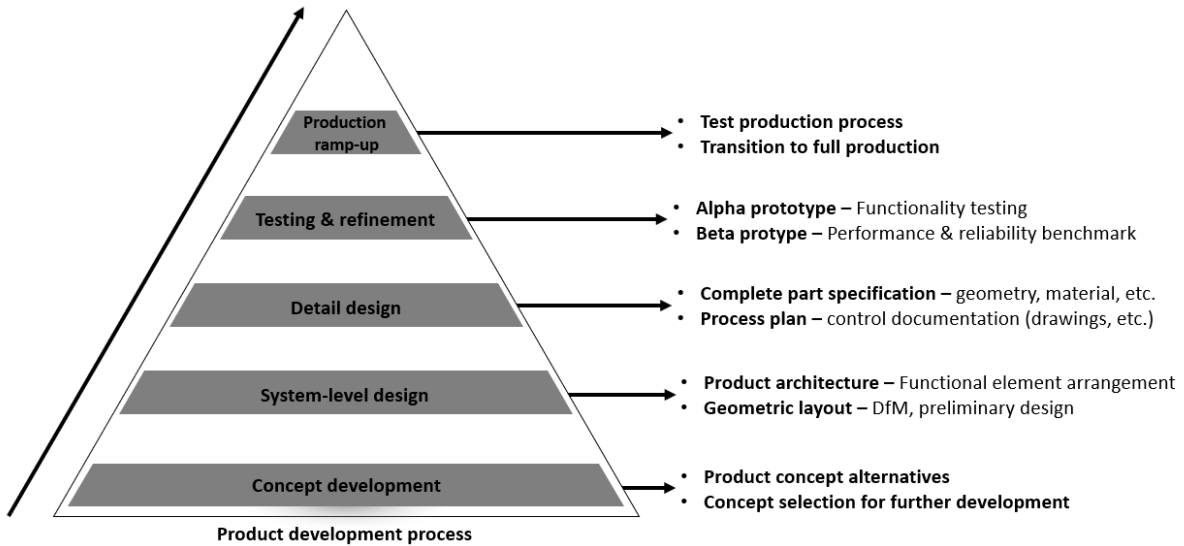 Production
ramp-up
• Test production process
• Transition to full production
Testing & refinement
• Alpha prototype – Functionality testing
• Beta protype – Performance & reliability benchmark
Detail design
• Complete part specification – geometry, material, etc.
• Process plan – control documentation (drawings, etc.)
System-level design
• Product architecture – Functional element arrangement
• Geometric layout – DfM, preliminary design
Concept development
• Product concept alternatives
• Concept selection for further development
Product development process